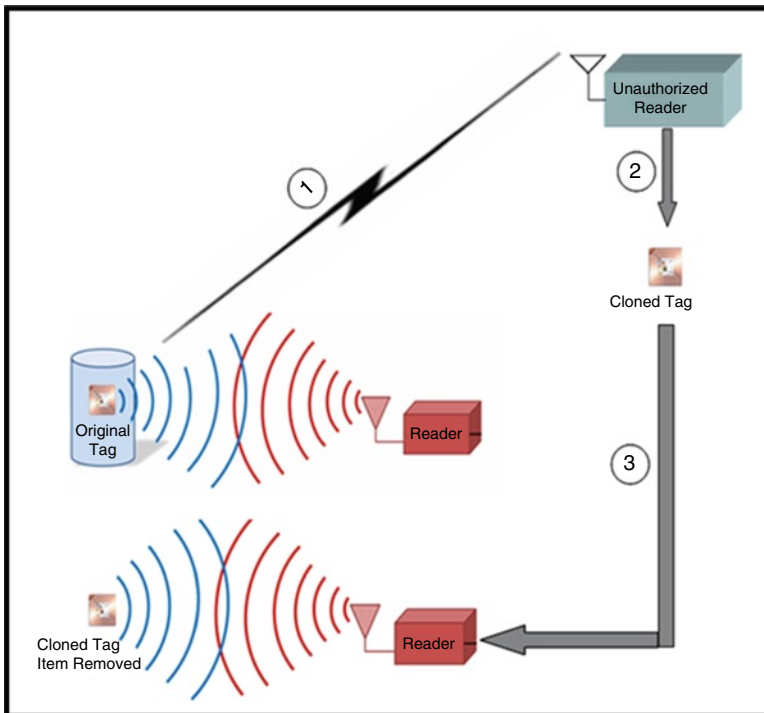 Unauthorized
Reader
1
2
Cloned Tag
Original
Tag
Reader
3
Cloned Tag
Item Removed
Reader